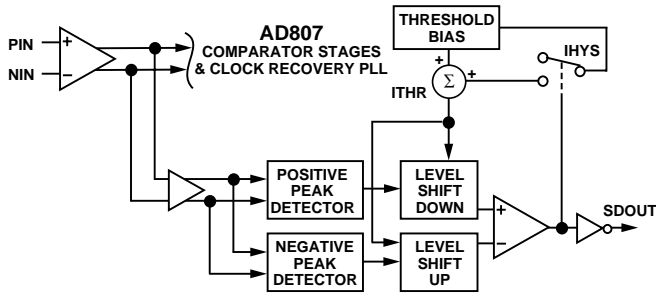 PIN
NIN
+
−
AD807
COMPARATOR STAGES
& CLOCK RECOVERY PLL
THRESHOLD
BIAS
+
Σ
+
ITHR
IHYS
POSITIVE
PEAK
DETECTOR
LEVEL
SHIFT
DOWN
NEGATIVE
PEAK
DETECTOR
LEVEL
SHIFT
UP
+
−
SDOUT